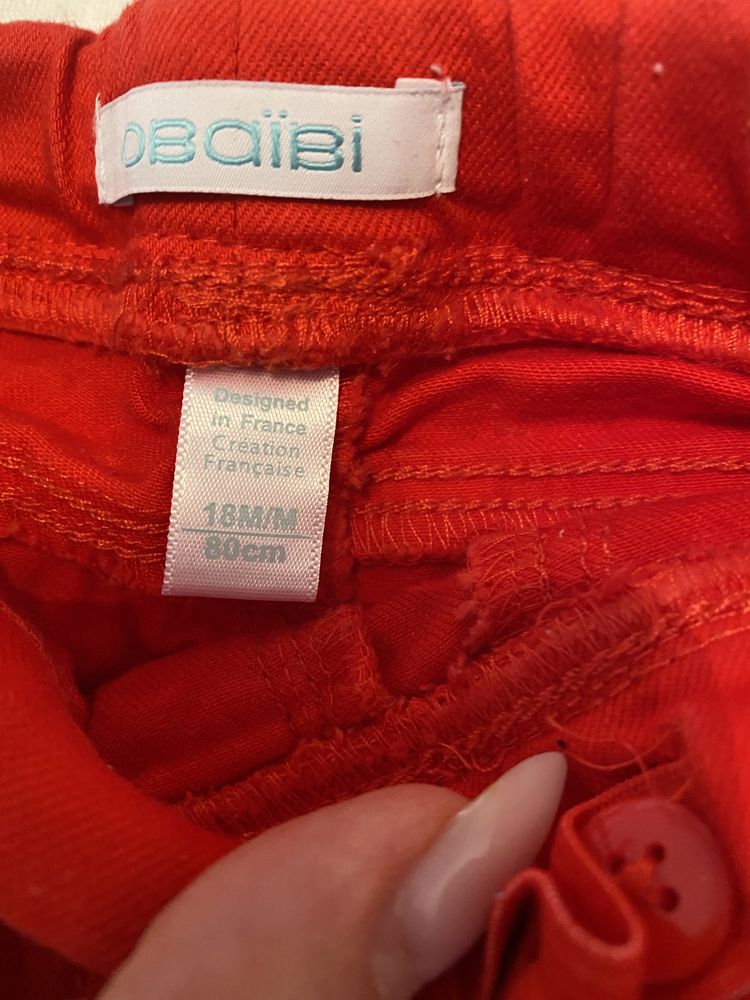 OBaïBi
Designed
in France
Création
Française
18M/M
80cm